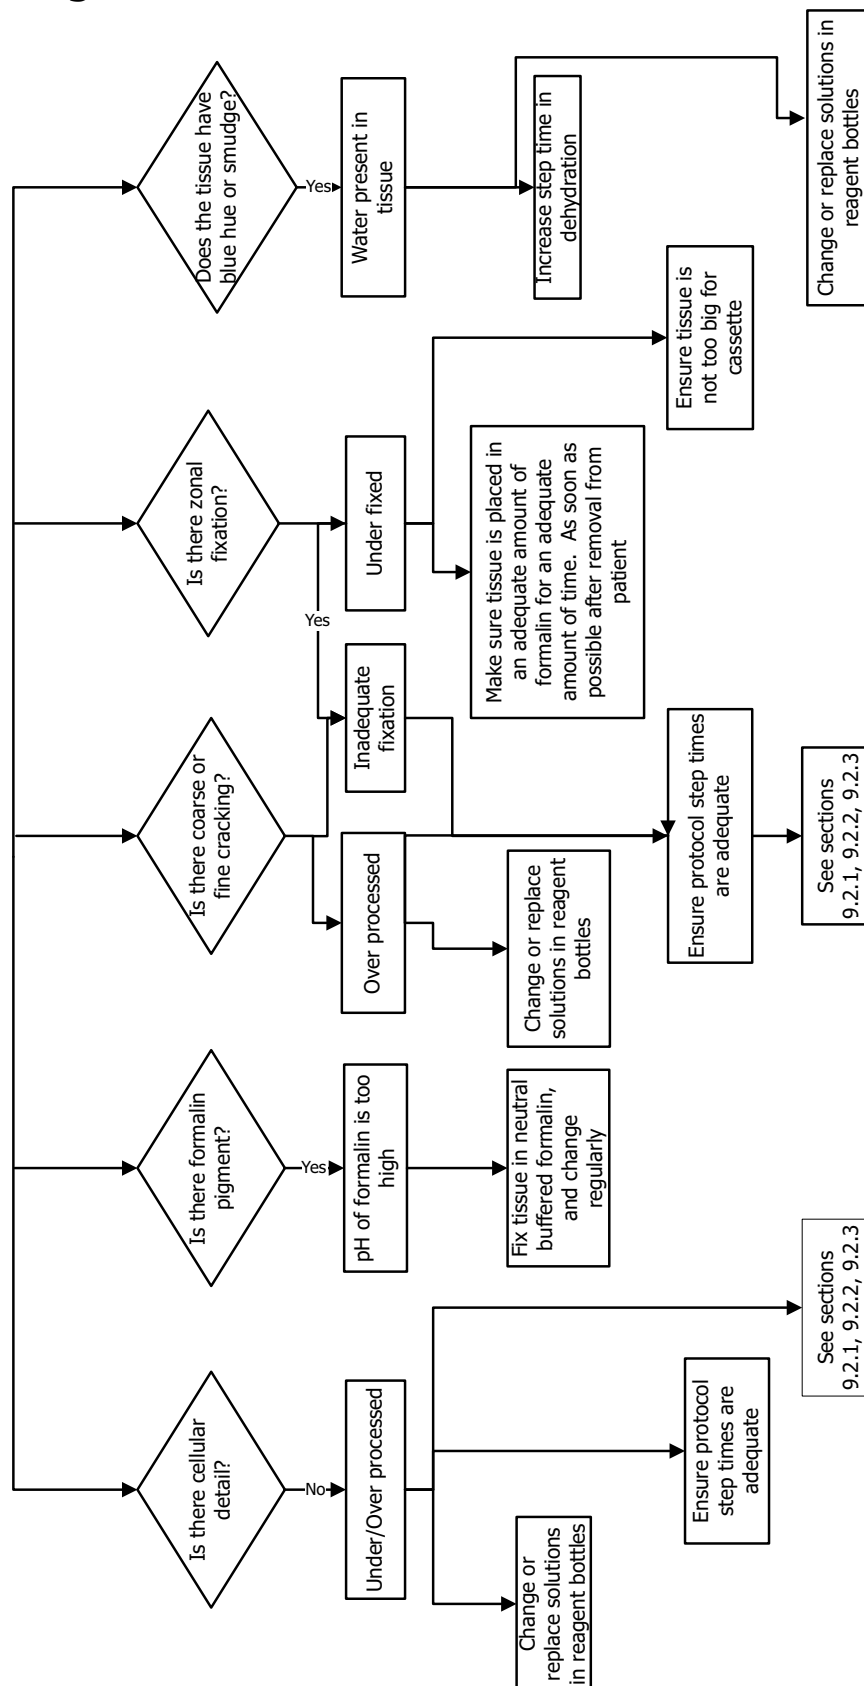 Is there cellular
detail?
No
Under/Over processed
Change or
replace solutions
in reagent bottles
Ensure protocol
step times are
adequate
See sections
9.2.1, 9.2.2, 9.2.3
Is there formalin
pigment?
Yes
pH of formalin is too
high
Fix tissue in neutral
buffered formalin,
and change
regularly
Is there coarse or
fine cracking?
Over processed
Change or replace
solutions in reagent
bottles
Inadequate
fixation
Ensure protocol step times
are adequate
See sections
9.2.1, 9.2.2, 9.2.3
Is there zonal
fixation?
Yes
Under fixed
Make sure tissue is placed in
an adequate amount of
formalin for an adequate
amount of time.  As soon as
possible after removal from
patient
Ensure tissue is
not too big for
cassette
Does the tissue have
blue hue or smudge?
Yes
Water present in
tissue
Increase step time in
dehydration
Change or replace solutions in
reagent bottles